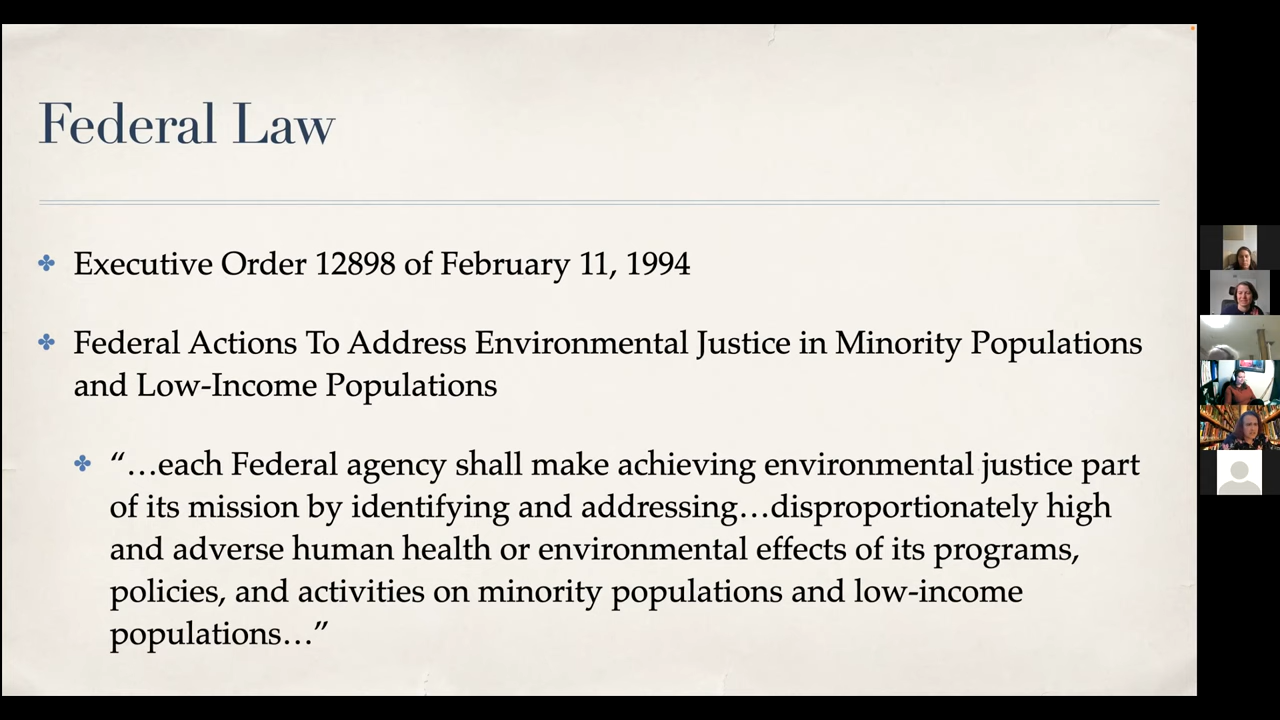 Federal Law
Executive Order 12898 of February 11, 1994
Federal Actions To Address Environmental Justice in Minority Populations
and Low-Income Populations
“…each Federal agency shall make achieving environmental justice part
of its mission by identifying and addressing…disproportionately high
and adverse human health or environmental effects of its programs,
policies, and activities on minority populations and low-income
populations…”